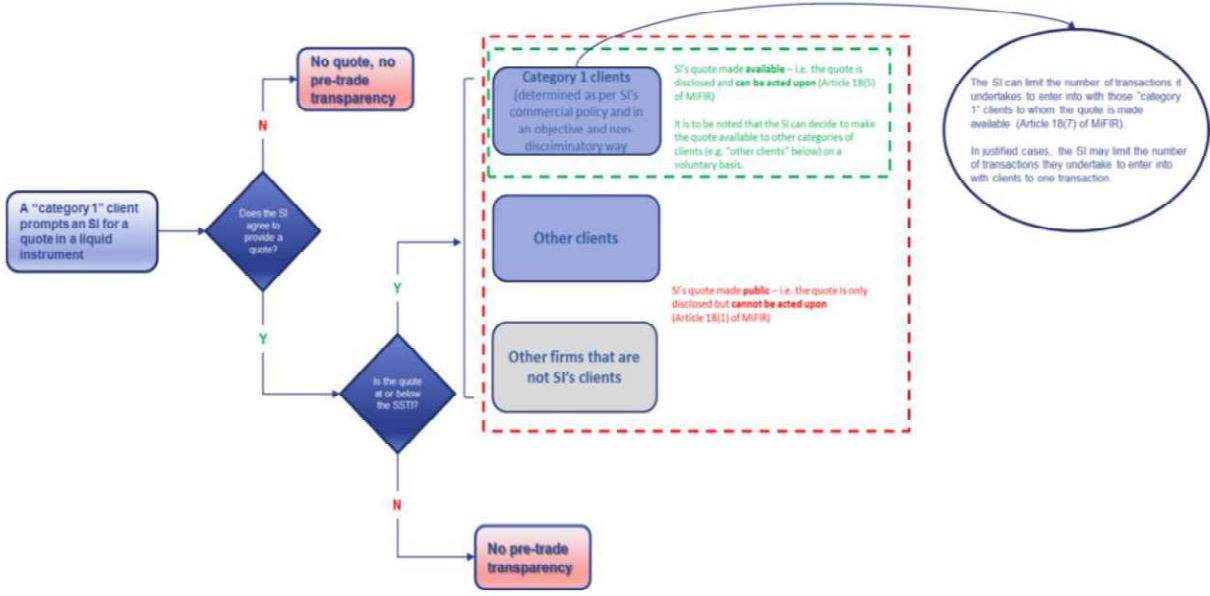 A "category 1" client
prompts an SI for a
quote in a liquid
instrument
Does the SI
agree to
provide a
quote?
N
No quote, no
pre-trade
transparency
Y
Is the quote
at or below
the SSTI?
N
No pre-trade
transparency
Y
Category 1 clients
(determined as per SI's
commercial policy and in
an objective and non-
discriminatory way
SI's quote made available – i.e. the quote is
disclosed and can be acted upon (Article 18(5)
of MiFIR)
It is to be noted that the SI can decide to make
the quote available to other categories of
clients (e.g. "other clients" below) on a
voluntary basis.
Other clients
SI's quote made public – i.e. the quote is only
disclosed but cannot be acted upon
(Article 18(1) of MiFIR)
Other firms that are
not SI's clients
The SI can limit the number of transactions it
undertakes to enter into with those "category
1" clients to whom the quote is made
available (Article 18(7) of MiFIR).
In justified cases, the SI may limit the number
of transactions they undertake to enter into
with clients to one transaction.